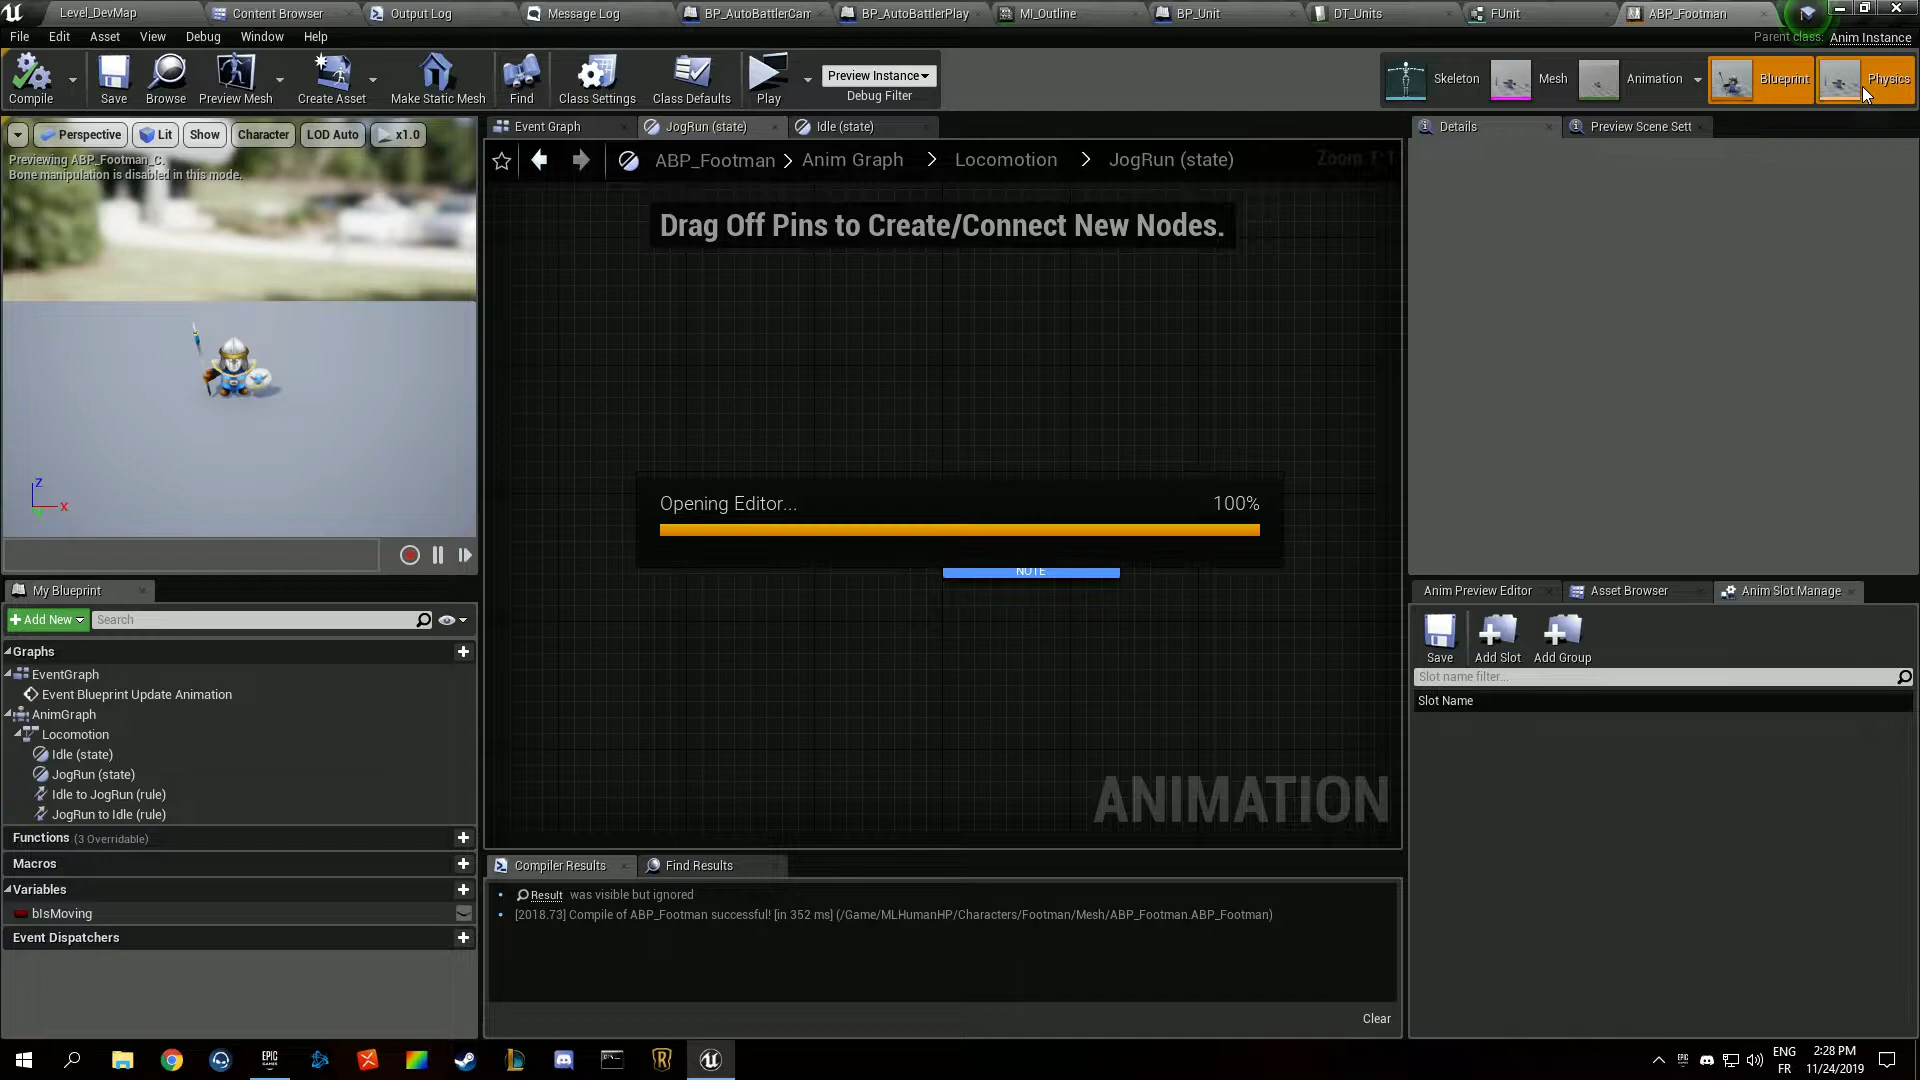 Level_DevMap
Content Browser
Output Log
Message Log
BP_AutoBattlerCam
BP_AutoBattlerPlay
MI_Outline
BP_Unit
DT_Units
FUnit
ABP_Footman
File Edit Asset View Debug Window Help
Parent class: Anim Instance
Compile
Save
Browse
Preview Mesh
Create Asset
Make Static Mesh
Find
Class Settings
Class Defaults
Play
Preview Instance
Debug Filter
Skeleton
Mesh
Animation
Blueprint
Physics
Perspective
Lit
Show
Character
LOD Auto
x1.0
Previewing ABP_Footman_C.
Bone manipulation is disabled in this mode.
Z
X
Event Graph
JogRun (state)
Idle (state)
ABP_Footman > Anim Graph > Locomotion > JogRun (state)
Zoom 1:1
Drag Off Pins to Create/Connect New Nodes.
Opening Editor... 100%
NOTE
ANIMATION
Details
Preview Scene Sett
My Blueprint
+ Add New
Search
Graphs
EventGraph
Event Blueprint Update Animation
AnimGraph
Locomotion
Idle (state)
JogRun (state)
Idle to JogRun (rule)
JogRun to Idle (rule)
Functions (3 Overridable)
Macros
Variables
bIsMoving
Event Dispatchers
Compiler Results
Find Results
Result was visible but ignored
[2018.73] Compile of ABP_Footman successful! [in 352 ms] (/Game/MLHumanHP/Characters/Footman/Mesh/ABP_Footman.ABP_Footman)
Clear
Anim Preview Editor
Asset Browser
Anim Slot Manage
Save
Add Slot
Add Group
Slot name filter...
Slot Name
EPIC GAMES
ENG
FR
2:28 PM
11/24/2019